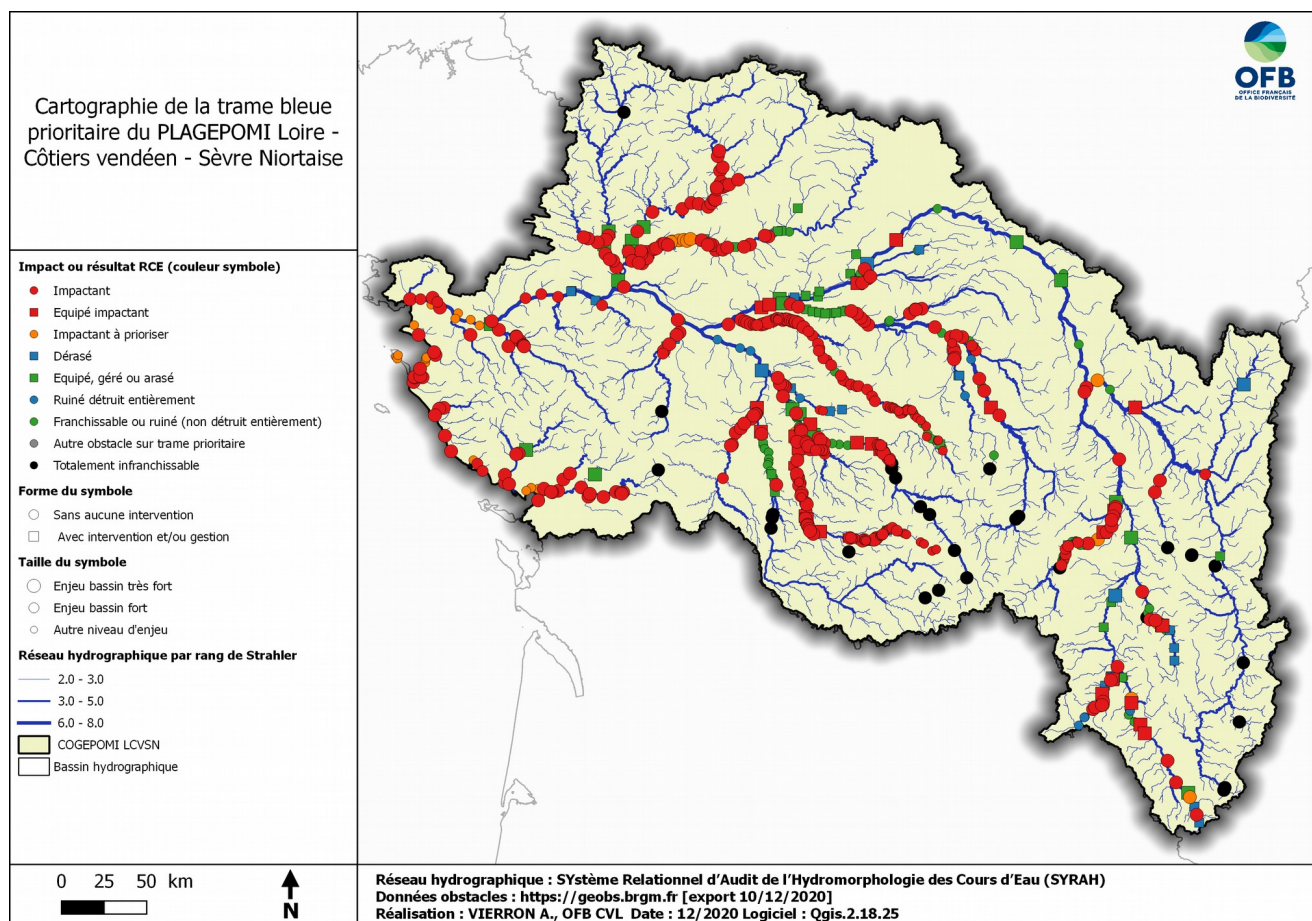 Cartographie de la trame bleue
prioritaire du PLAGEPOMI Loire -
Côtiers vendéen - Sèvre Niortaise
Impact ou résultat RCE (couleur symbole)
Impactant
Equipé impactant
Impactant à prioriser
Dérasé
Equipé, géré ou arasé
Ruiné détruit entièrement
Franchissable ou ruiné (non détruit entièrement)
Autre obstacle sur trame prioritaire
Totalement infranchissable
Forme du symbole
Sans aucune intervention
Avec intervention et/ou gestion
Taille du symbole
Enjeu bassin très fort
Enjeu bassin fort
Autre niveau d'enjeu
Réseau hydrographique par rang de Strahler
2.0 - 3.0
3.0 - 5.0
6.0 - 8.0
COGEPOMI LCVSN
Bassin hydrographique
0 25 50 km
N
OFB
OFFICE FRANÇAIS
DE LA BIODIVERSITÉ
Réseau hydrographique : SYstème Relationnel d'Audit de l'Hydromorphologie des Cours d'Eau (SYRAH)
Données obstacles : https://geobs.brgm.fr [export 10/12/2020]
Réalisation : VIERRON A., OFB CVL Date : 12/2020 Logiciel : Qgis.2.18.25